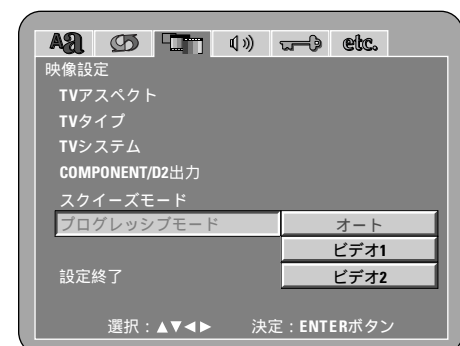 Aa etc.
映像設定
TVアスペクト
TVタイプ
TVシステム
COMPONENT/D2出力
スクイーズモード
プログレッシブモード オート
ビデオ1
設定終了 ビデオ2
選択：▲▼◀▶ 決定：ENTERボタン